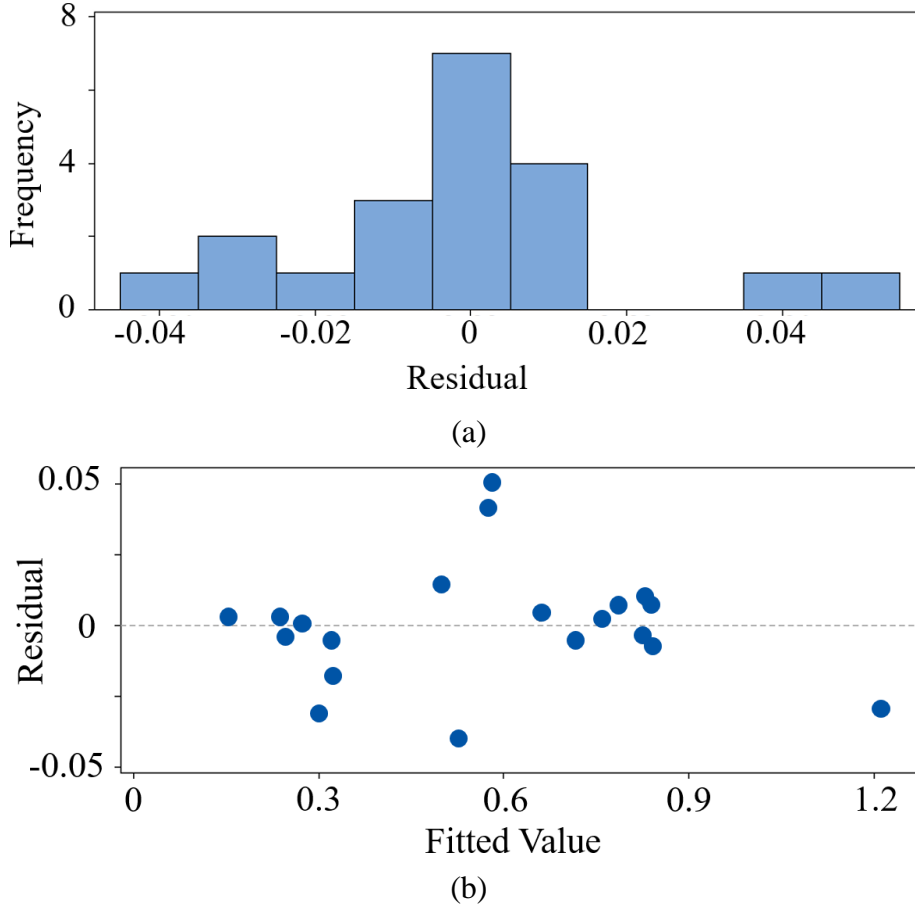 8
4
0
Frequency
-0.04 -0.02 0 0.02 0.04
Residual
(a)
0.05
0
-0.05
Residual
0 0.3 0.6 0.9 1.2
Fitted Value
(b)